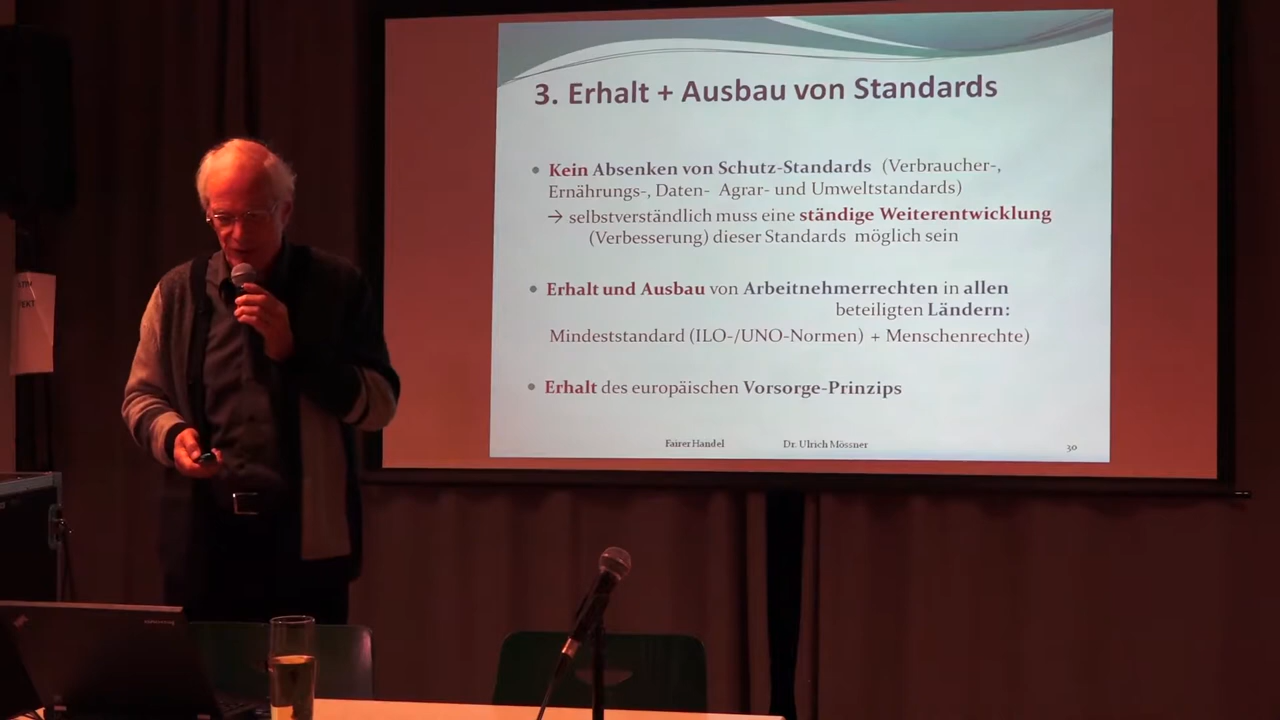 3. Erhalt + Ausbau von Standards
• Kein Absenken von Schutz-Standards (Verbraucher-,
Ernährungs-, Daten- Agrar- und Umweltstandards)
→ selbstverständlich muss eine ständige Weiterentwicklung
(Verbesserung) dieser Standards möglich sein
• Erhalt und Ausbau von Arbeitnehmerrechten in allen
beteiligten Ländern:
Mindeststandard (ILO-/UNO-Normen) + Menschenrechte)
• Erhalt des europäischen Vorsorge-Prinzips
Fairer Handel Dr. Ulrich Mössner 30